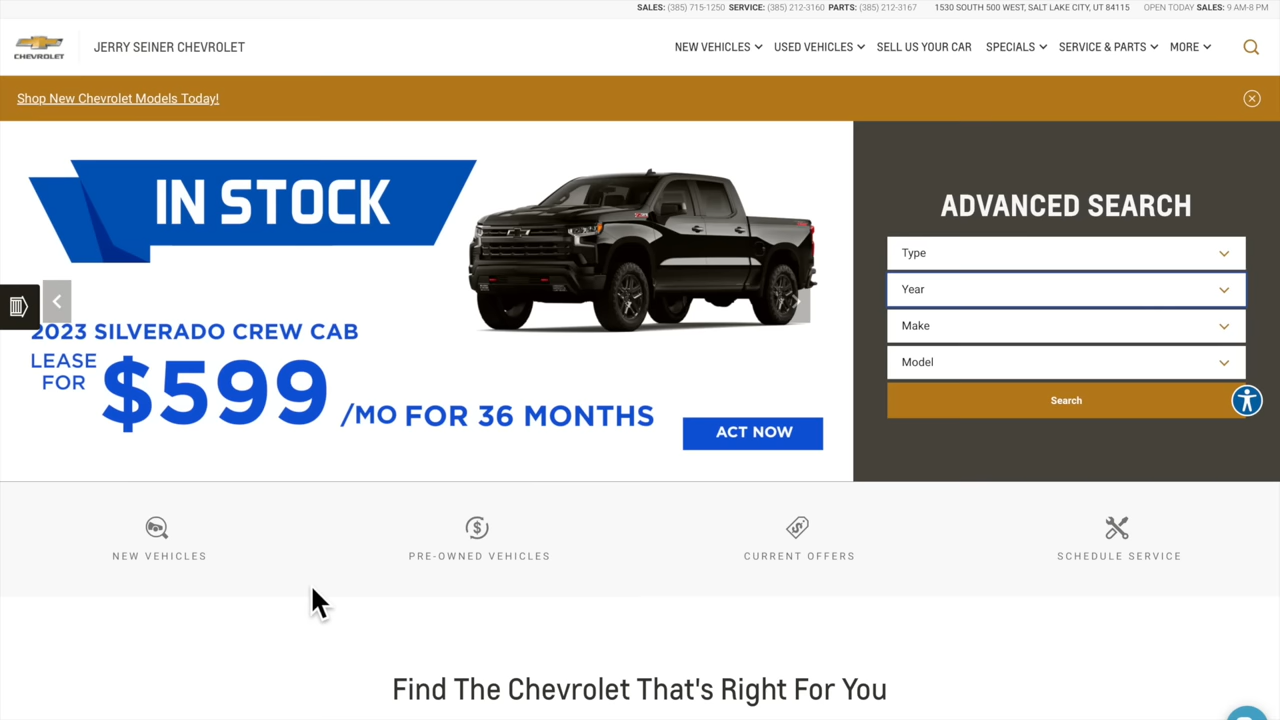 SALES: (385) 715-1250 SERVICE: (385) 212-3160 PARTS: (385) 212-3167 1530 SOUTH 500 WEST, SALT LAKE CITY, UT 84115 OPEN TODAY SALES: 9 AM-8 PM
CHEVROLET
JERRY SEINER CHEVROLET
NEW VEHICLES USED VEHICLES SELL US YOUR CAR SPECIALS SERVICE & PARTS MORE
Shop New Chevrolet Models Today!
IN STOCK
2023 SILVERADO CREW CAB
LEASE
FOR
$599
/MO FOR 36 MONTHS
ACT NOW
ADVANCED SEARCH
Type
Year
Make
Model
Search
NEW VEHICLES
PRE-OWNED VEHICLES
CURRENT OFFERS
SCHEDULE SERVICE
Find The Chevrolet That's Right For You